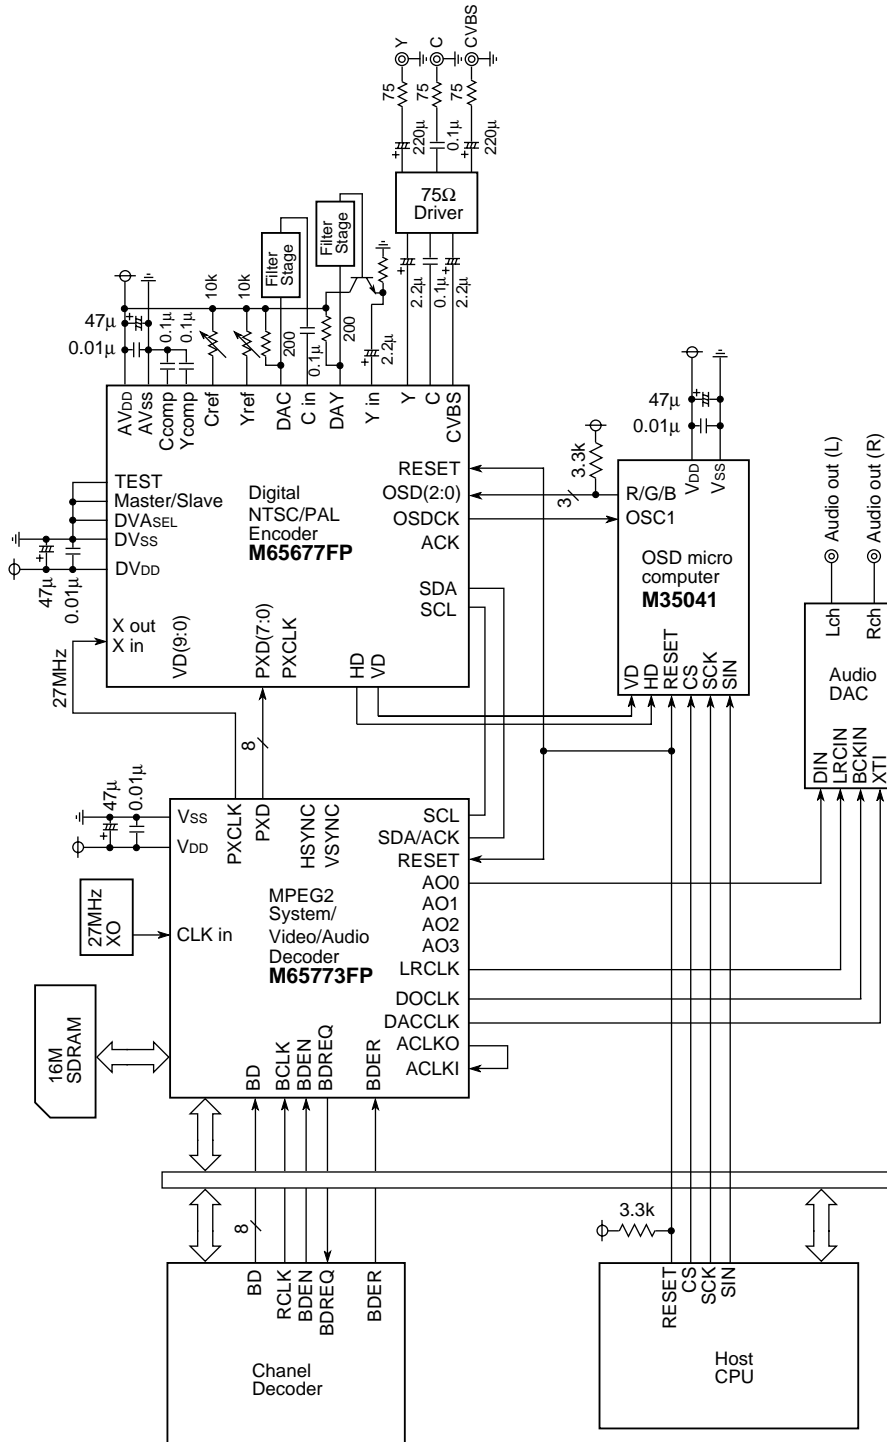 Y
C
CVBS
75
75
75
220μ
0.1μ
220μ
+
+
75Ω
Driver
Filter
Stage
Filter
Stage
+
2.2μ
0.1μ
+
2.2μ
10k
10k
47μ
+
0.01μ
0.1μ
0.1μ
200
0.1μ
200
+
2.2μ
AVDD
AVss
Ccomp
Ycomp
Cref
Yref
DAC
C in
DAY
Y in
Y
C
CVBS
TEST
Master/Slave
DVASEL
DVss
DVDD
+
47μ
0.01μ
Digital
NTSC/PAL
Encoder
M65677FP
RESET
OSD(2:0)
OSDCK
ACK
SDA
SCL
X out
X in
VD(9:0)
PXD(7:0)
PXCLK
HD
VD
27MHz
8
3.3k
3
47μ
+
0.01μ
VDD
VSS
R/G/B
OSC1
OSD micro
computer
M35041
VD
HD
RESET
CS
SCK
SIN
Audio out (L)
Audio out (R)
Lch
Rch
Audio
DAC
DIN
LRCIN
BCKIN
XTI
+
47μ
0.01μ
VSS
VDD
PXCLK
PXD
HSYNC
VSYNC
27MHz
XO
CLK in
MPEG2
System/
Video/Audio
Decoder
M65773FP
SCL
SDA/ACK
RESET
AO0
AO1
AO2
AO3
LRCLK
DOCLK
DACCLK
ACLKO
ACLKI
16M
SDRAM
BD
BCLK
BDEN
BDREQ
BDER
8
3.3k
BD
RCLK
BDEN
BDREQ
BDER
Chanel
Decoder
RESET
CS
SCK
SIN
Host
CPU